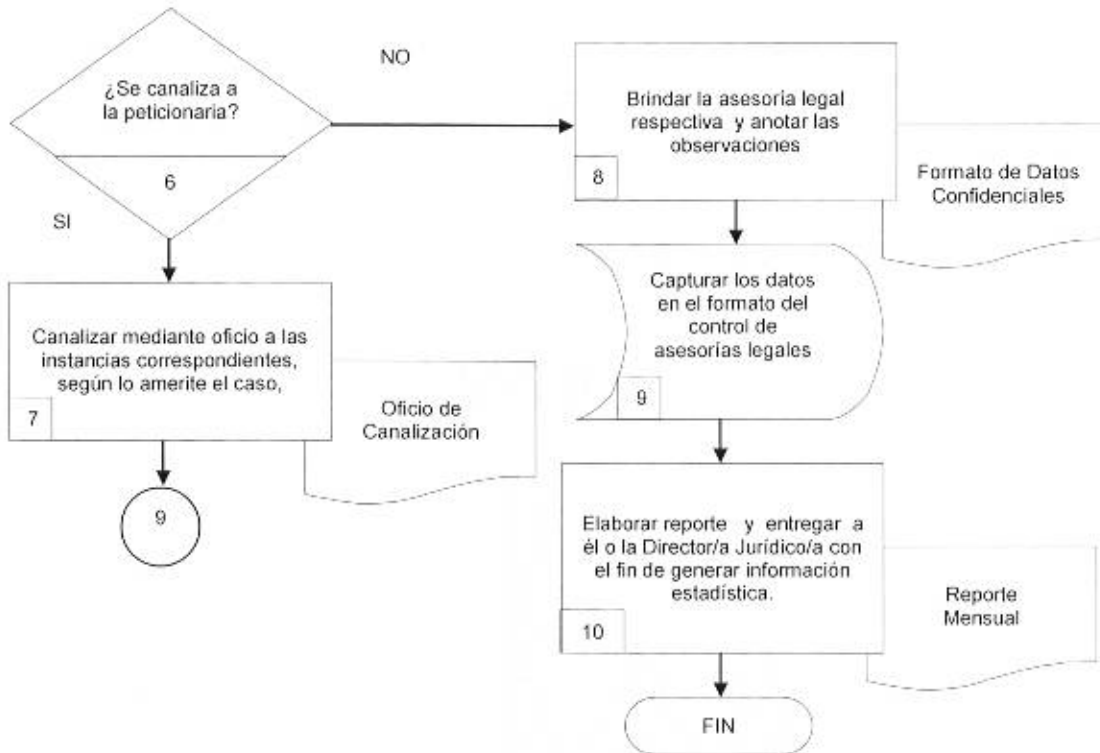 ¿Se canaliza a
la peticionaria?
6
NO
SI
Canalizar mediante oficio a las
instancias correspondientes,
según lo amerite el caso,
7
Oficio de
Canalización
9
Brindar la asesoría legal
respectiva y anotar las
observaciones
8
Formato de Datos
Confidenciales
Capturar los datos
en el formato del
control de
asesorías legales
9
Elaborar reporte y entregar a
él o la Director/a Jurídico/a con
el fin de generar información
estadística.
10
Reporte
Mensual
FIN